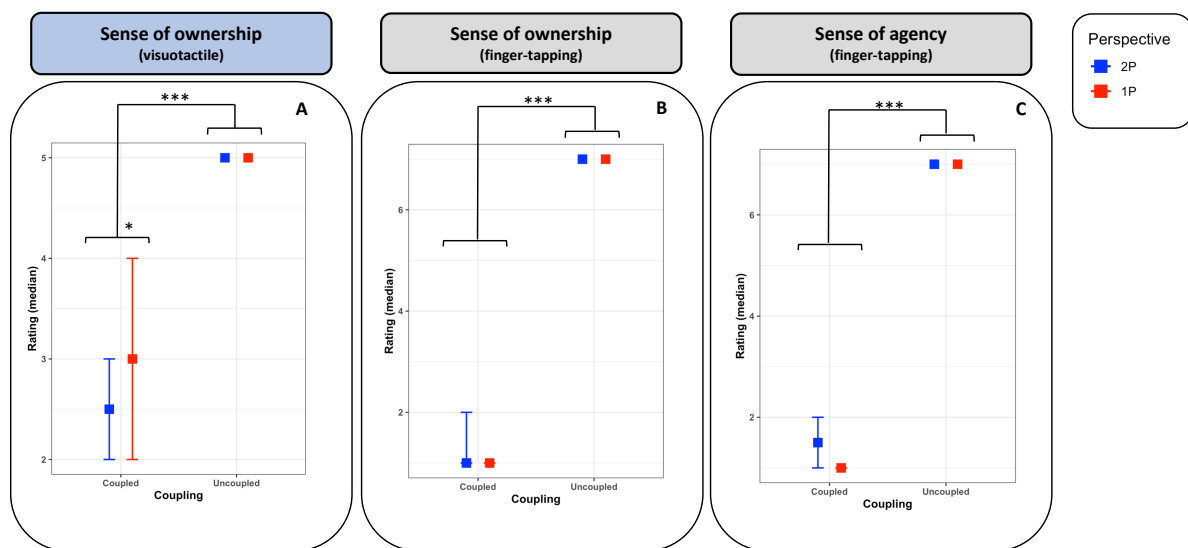 Sense of ownership
(visuotactile)
Sense of ownership
(finger-tapping)
Sense of agency
(finger-tapping)
Perspective
2P
1P
A
***
*
5
4
3
2
Rating (median)
Coupled
Uncoupled
Coupling
B
***
6
4
2
Rating (median)
Coupled
Uncoupled
Coupling
C
***
6
4
2
Rating (median)
Coupled
Uncoupled
Coupling